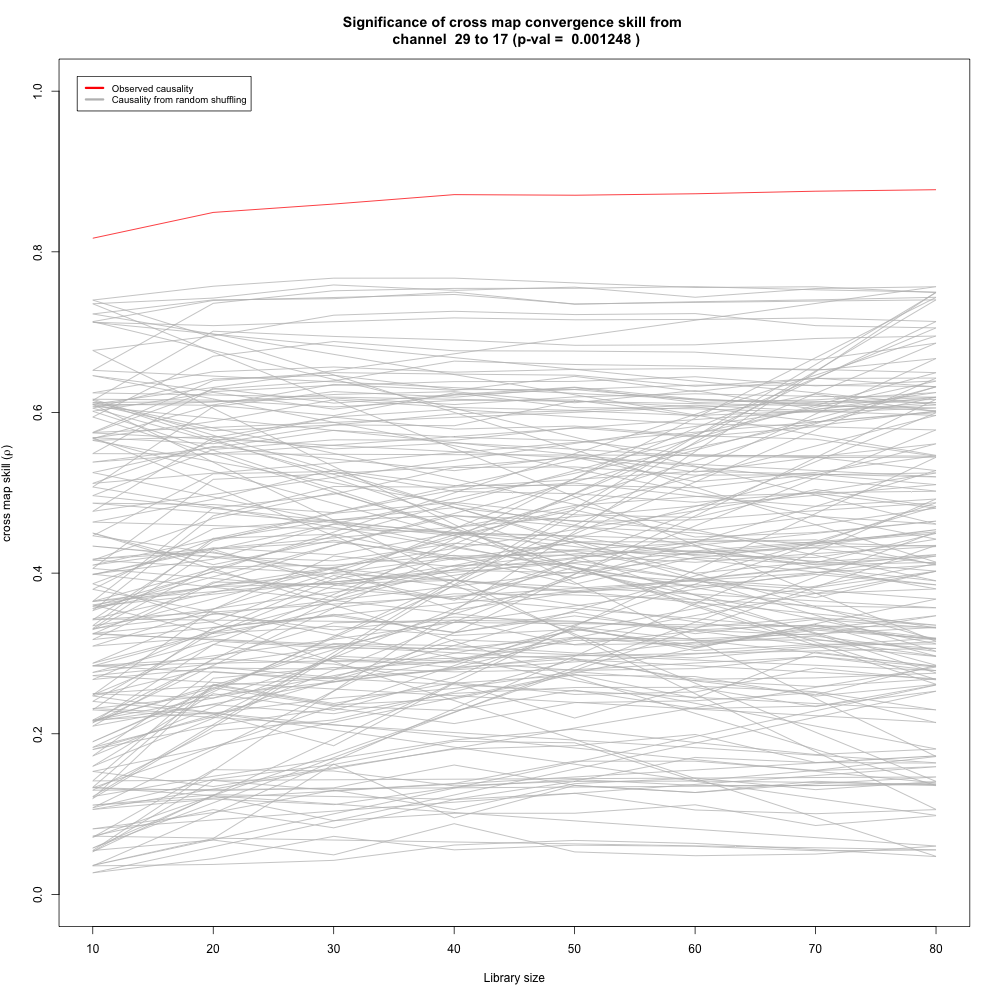 Significance of cross map convergence skill from
channel 29 to 17 (p-val = 0.001248 )
Observed causality
Causality from random shuffling
1.0
0.8
0.6
0.4
0.2
0.0
cross map skill (ρ)
10 20 30 40 50 60 70 80
Library size